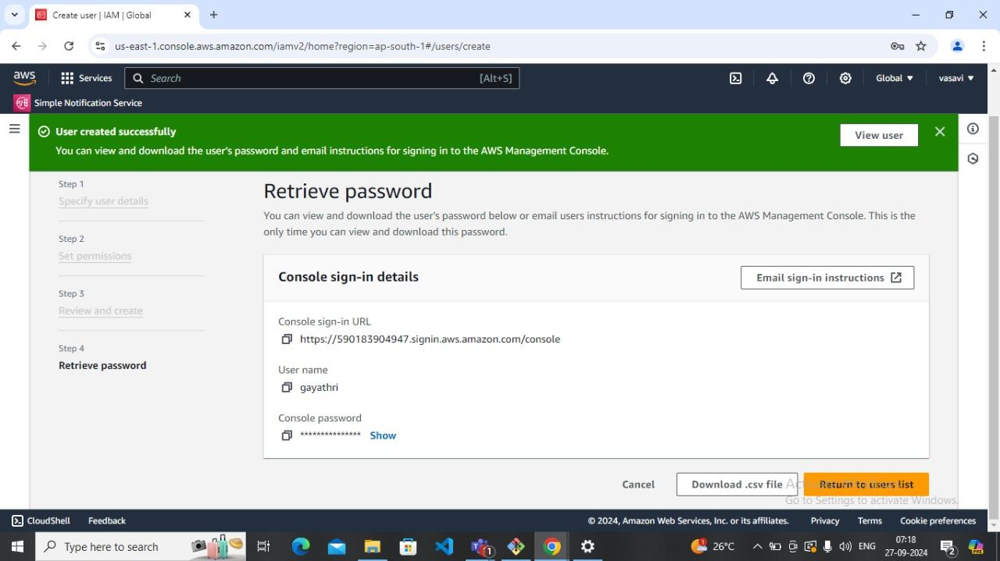 Create user | IAM | Global
us-east-1.console.aws.amazon.com/iamv2/home?region=ap-south-1#/users/create
aws
Services
Search
[Alt+S]
Global
vasavi
Simple Notification Service
User created successfully
You can view and download the user's password and email instructions for signing in to the AWS Management Console.
View user
Step 1
Specify user details
Step 2
Set permissions
Step 3
Review and create
Step 4
Retrieve password
Retrieve password
You can view and download the user's password below or email users instructions for signing in to the AWS Management Console. This is the
only time you can view and download this password.
Console sign-in details
Email sign-in instructions
Console sign-in URL
https://590183904947.signin.aws.amazon.com/console
User name
gayathri
Console password
*************** Show
Cancel
Download .csv file
Return to users list
Go to Settings to activate Windows.
CloudShell
Feedback
© 2024, Amazon Web Services, Inc. or its affiliates.
Privacy
Terms
Cookie preferences
Type here to search
1
1
26°C
ENG
07:18
27-09-2024
2
PRE